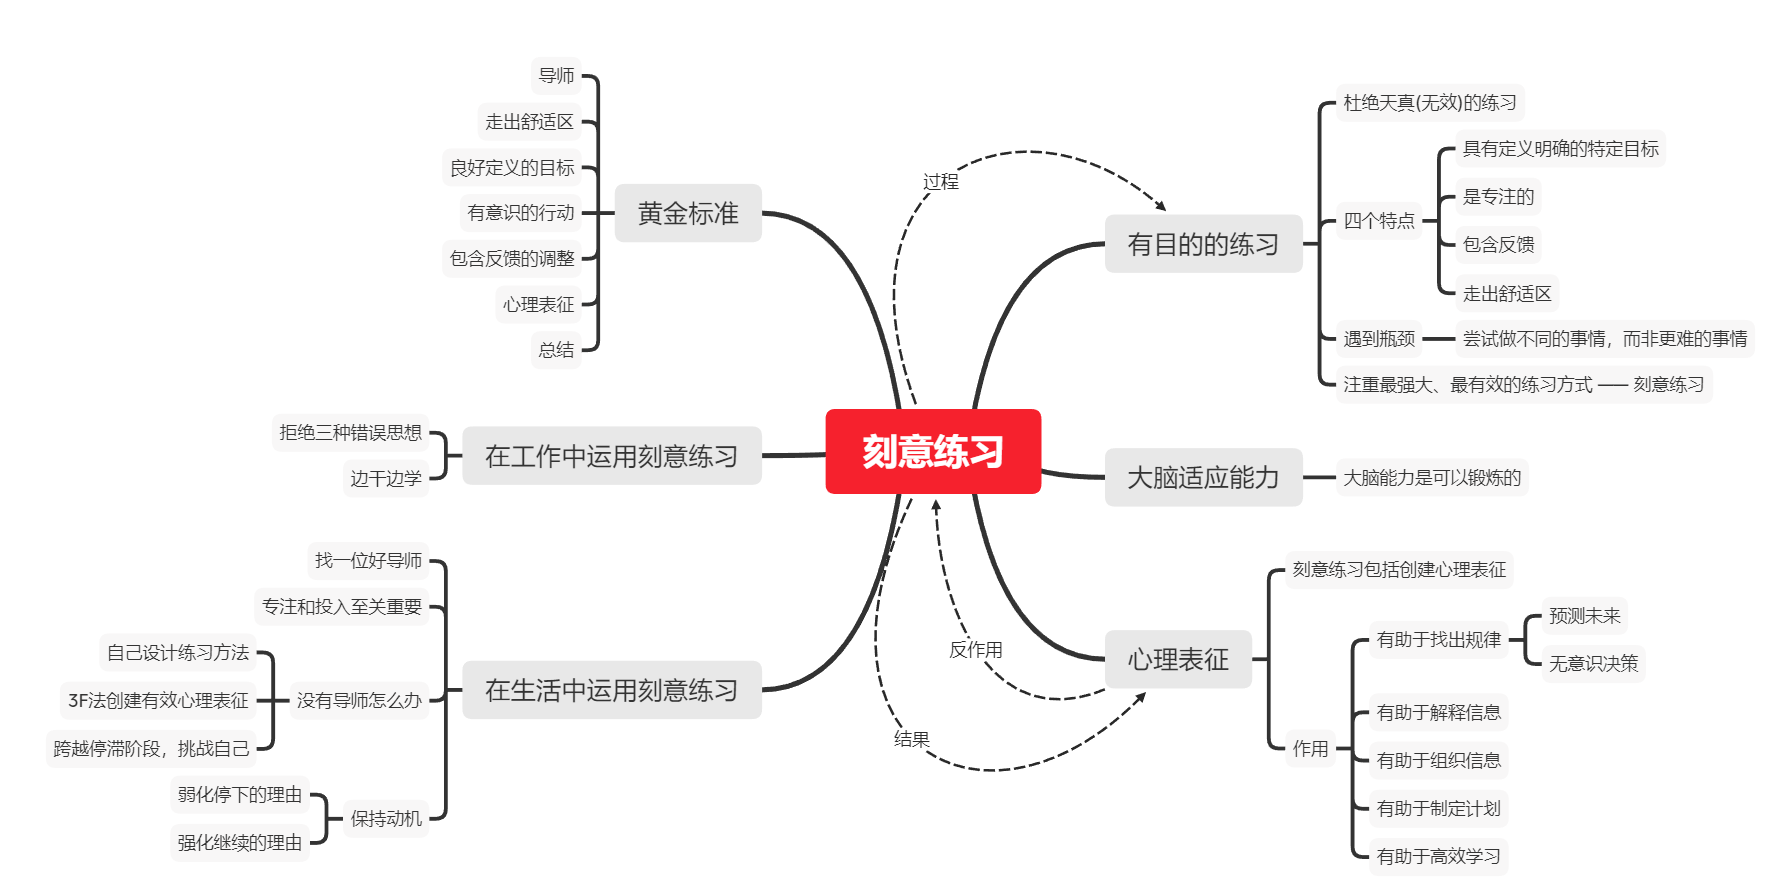 刻意练习
过程
反作用
结果
有目的的练习
杜绝天真(无效)的练习
四个特点
具有定义明确的特定目标
是专注的
包含反馈
走出舒适区
遇到瓶颈
尝试做不同的事情，而非更难的事情
注重最强大、最有效的练习方式 —— 刻意练习
大脑适应能力
大脑能力是可以锻炼的
心理表征
刻意练习包括创建心理表征
作用
有助于找出规律
预测未来
无意识决策
有助于解释信息
有助于组织信息
有助于制定计划
有助于高效学习
黄金标准
导师
走出舒适区
良好定义的目标
有意识的行动
包含反馈的调整
心理表征
总结
在工作中运用刻意练习
拒绝三种错误思想
边干边学
在生活中运用刻意练习
找一位好导师
专注和投入至关重要
没有导师怎么办
自己设计练习方法
3F法创建有效心理表征
跨越停滞阶段，挑战自己
保持动机
弱化停下的理由
强化继续的理由